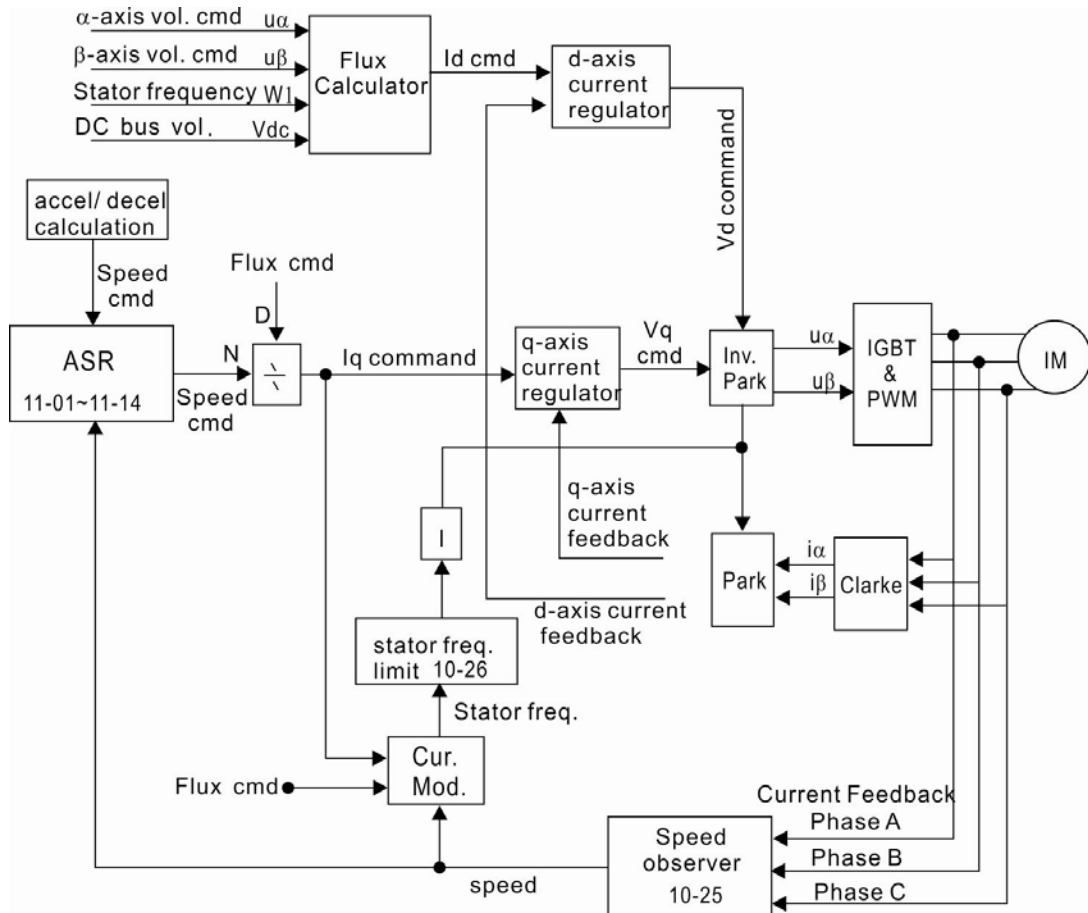 α-axis vol. cmd uα
β-axis vol. cmd uβ
Stator frequency W1
DC bus vol. Vdc
Flux
Calculator
Id cmd
d-axis
current
regulator
Vd command
accel/ decel
calculation
Speed
cmd
Flux cmd
D
ASR
11-01~11-14
N
Speed
cmd
Iq command
q-axis
current
regulator
Vq
cmd
Inv.
Park
uα
uβ
IGBT
&
PWM
IM
q-axis
current
feedback
I
Park
iα
iβ
Clarke
d-axis current
feedback
stator freq.
limit 10-26
Stator freq.
Cur.
Mod.
Flux cmd
Current Feedback
Phase A
Phase B
Phase C
Speed
observer
10-25
speed